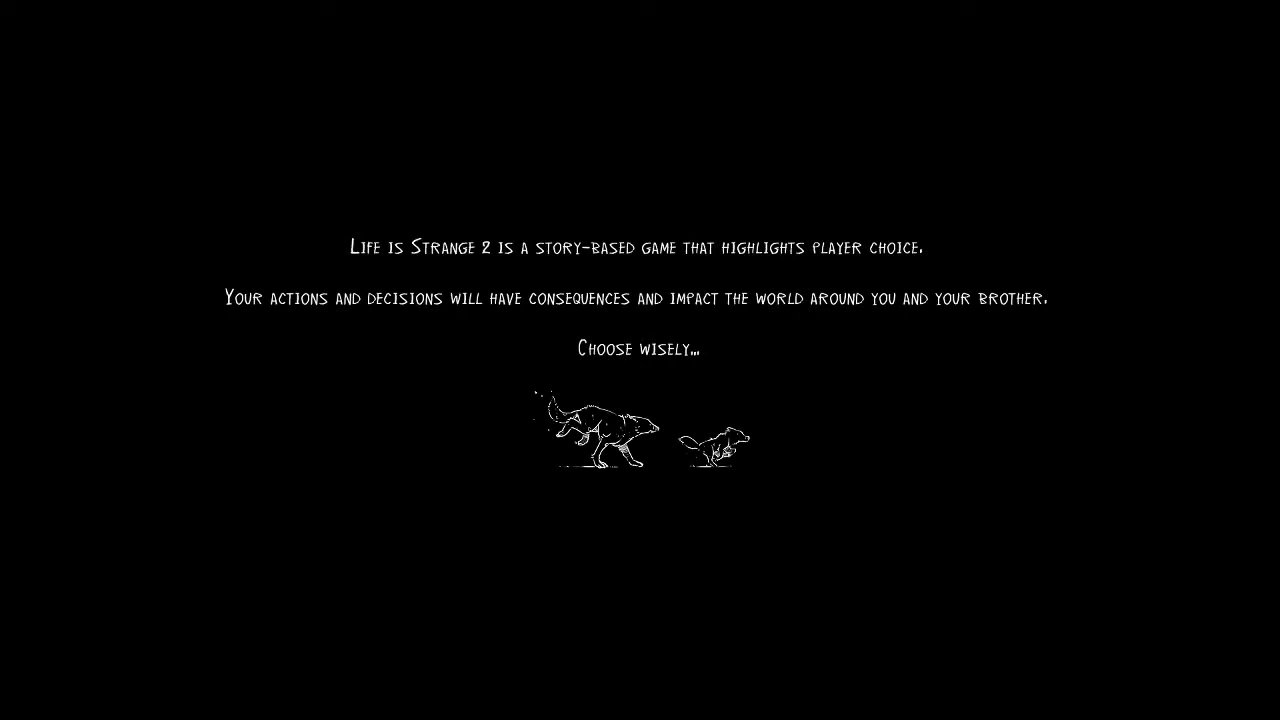 Life is Strange 2 is a story-based game that highlights player choice.
Your actions and decisions will have consequences and impact the world around you and your brother.
Choose wisely...